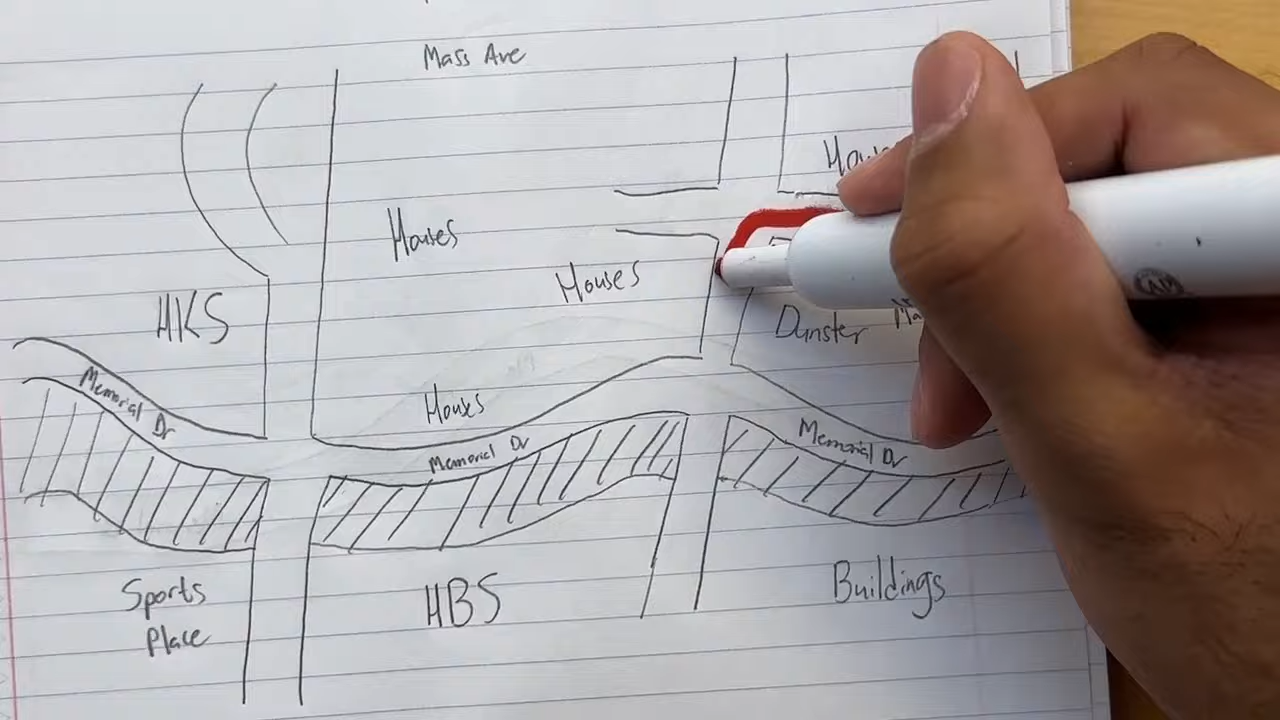 Mass Ave
Houses
Houses
HKS
Dunster
Memorial Dr
Houses
Memorial Dr
Memorial Dr
Sports
Place
HBS
Buildings